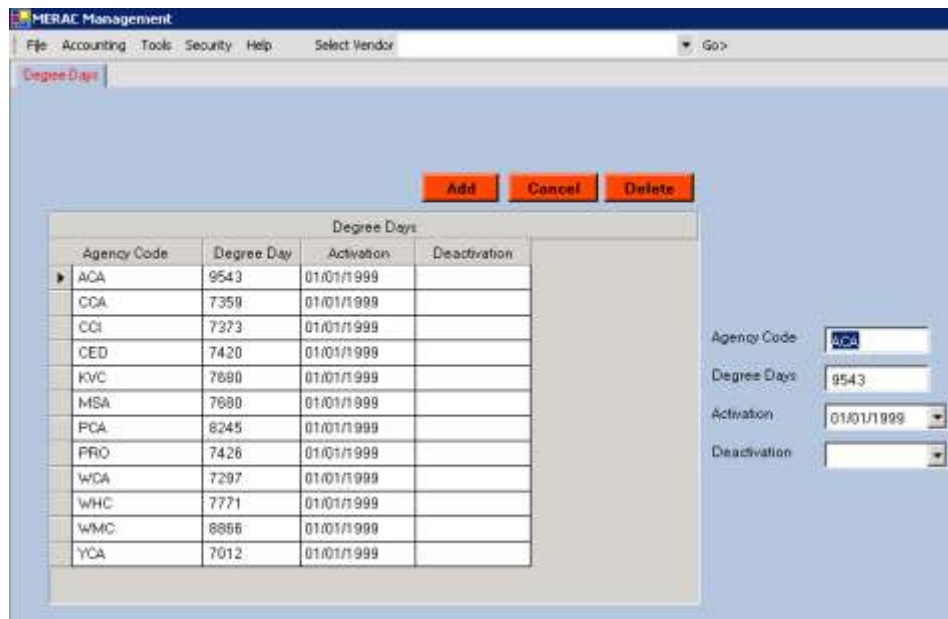 MERAC Management
File Accounting Tools Security Help Select Vendor Go>
Degree Days
Add Cancel Delete
Degree Days
Agency Code Degree Day Activation Deactivation
ACA 9543 01/01/1999
CCA 7359 01/01/1999
CCI 7373 01/01/1999
CED 7420 01/01/1999
KVC 7680 01/01/1999
MSA 7680 01/01/1999
PCA 8245 01/01/1999
PRO 7426 01/01/1999
WCA 7297 01/01/1999
WHC 7771 01/01/1999
WMC 8866 01/01/1999
YCA 7012 01/01/1999
Agency Code ACA
Degree Days 9543
Activation 01/01/1999
Deactivation